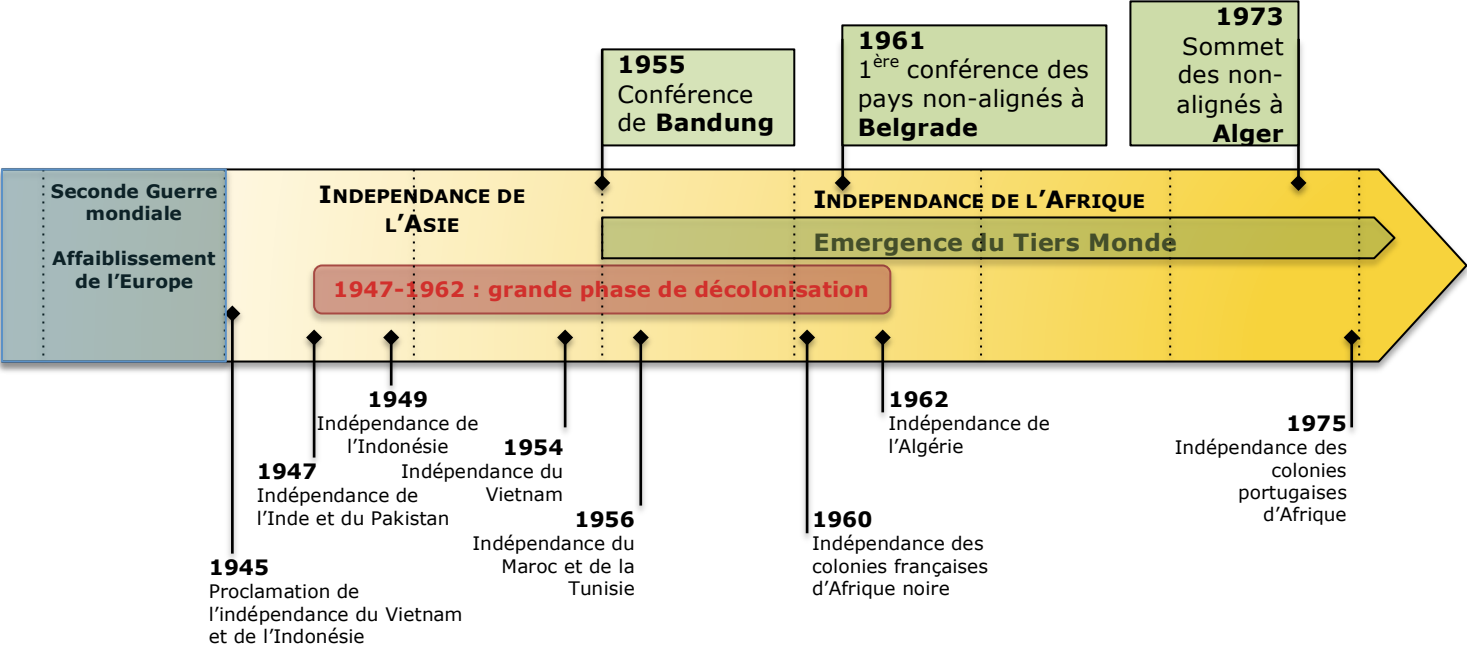 1955
Conférence
de Bandung
1961
1ère conférence des
pays non-alignés à
Belgrade
1973
Sommet
des non-
alignés à
Alger
Seconde Guerre
mondiale
Affaiblissement
de l’Europe
INDEPENDANCE DE
L’ASIE
INDEPENDANCE DE L’AFRIQUE
Emergence du Tiers Monde
1947-1962 : grande phase de décolonisation
1945
Proclamation de
l’indépendance du Vietnam
et de l’Indonésie
1947
Indépendance de
l’Inde et du Pakistan
1949
Indépendance de
l’Indonésie
1954
Indépendance du
Vietnam
1956
Indépendance du
Maroc et de la
Tunisie
1960
Indépendance des
colonies françaises
d’Afrique noire
1962
Indépendance de
l’Algérie
1975
Indépendance des
colonies
portugaises
d’Afrique